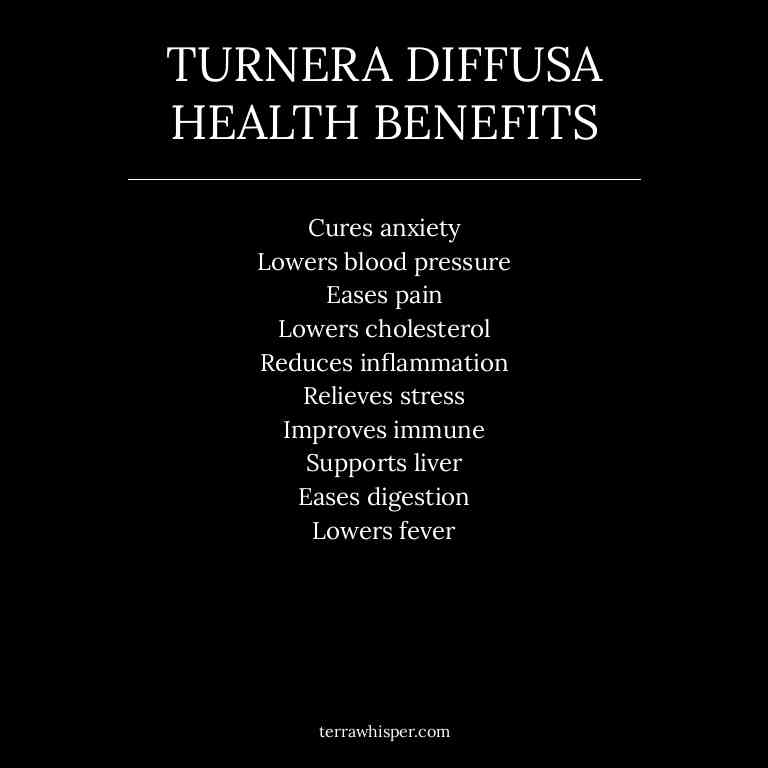 TURNERA DIFFUSA
HEALTH BENEFITS
Cures anxiety
Lowers blood pressure
Eases pain
Lowers cholesterol
Reduces inflammation
Relieves stress
Improves immune
Supports liver
Eases digestion
Lowers fever
terrawhisper.com